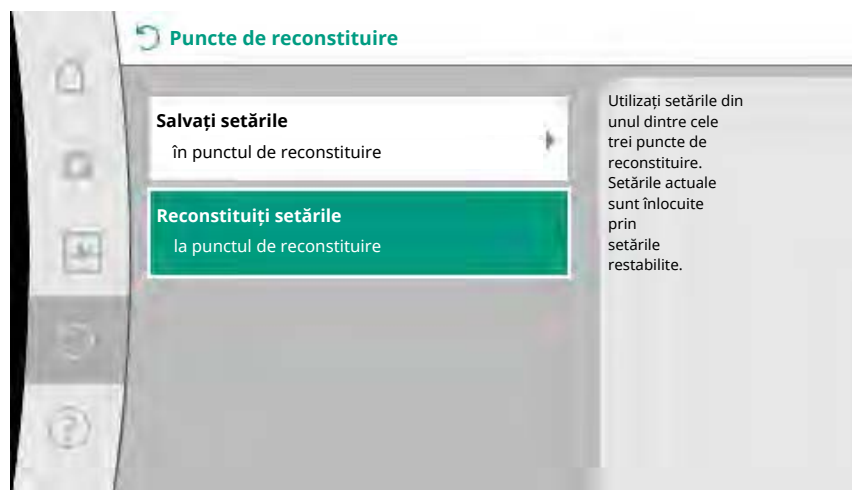 Puncte de reconstituire
Salvați setările
în punctul de reconstituire
Reconstituiți setările
la punctul de reconstituire
Utilizați setările din
unul dintre cele
trei puncte de
reconstituire.
Setările actuale
sunt înlocuite
prin
setările
restabilite.